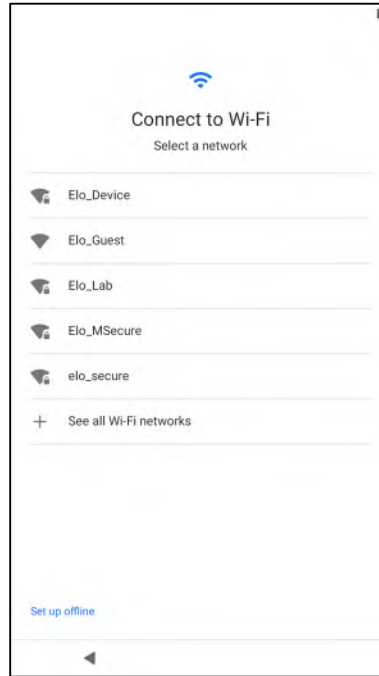 Connect to Wi-Fi
Select a network
Elo_Device
Elo_Guest
Elo_Lab
Elo_MSecure
elo_secure
See all Wi-Fi networks
Set up offline